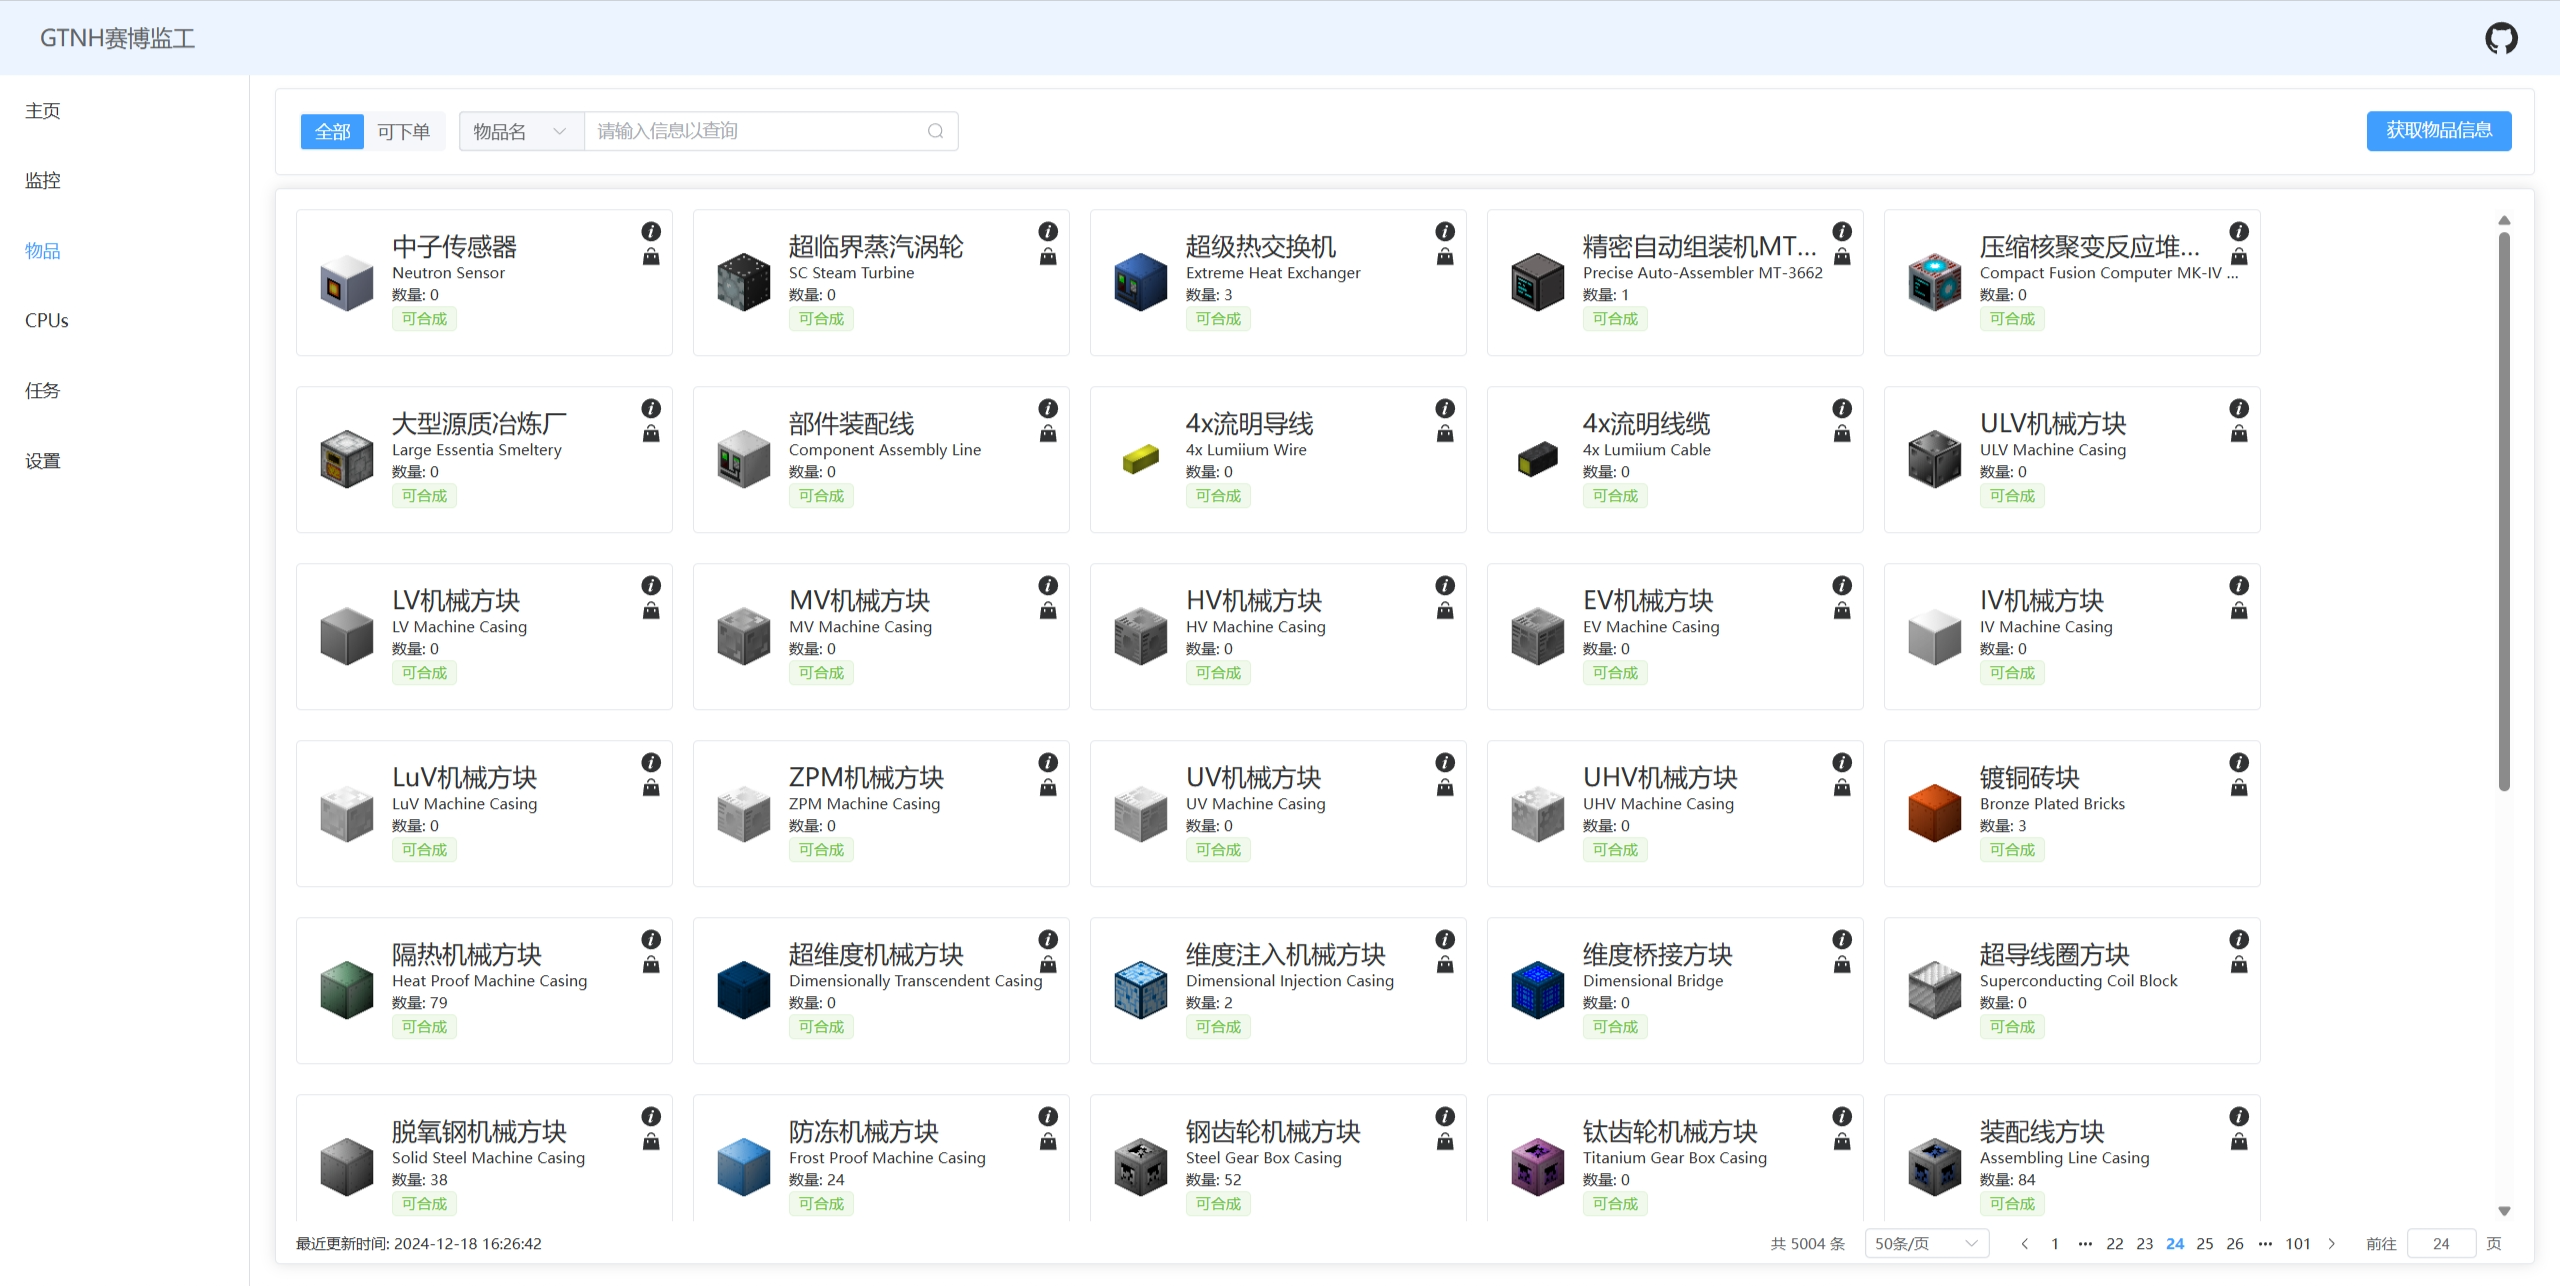 GTNH赛博监工
主页
监控
物品
CPUs
任务
设置
全部 可下单 物品名 请输入信息以查询 获取物品信息
中子传感器
Neutron Sensor
数量: 0
可合成
超临界蒸汽涡轮
SC Steam Turbine
数量: 0
可合成
超级热交换机
Extreme Heat Exchanger
数量: 3
可合成
精密自动组装机MT...
Precise Auto-Assembler MT-3662
数量: 1
可合成
压缩核聚变反应堆...
Compact Fusion Computer MK-IV ...
数量: 0
可合成
大型源质冶炼厂
Large Essentia Smeltery
数量: 0
可合成
部件装配线
Component Assembly Line
数量: 0
可合成
4x流明导线
4x Lumiium Wire
数量: 0
可合成
4x流明线缆
4x Lumiium Cable
数量: 0
可合成
ULV机械方块
ULV Machine Casing
数量: 0
可合成
LV机械方块
LV Machine Casing
数量: 0
可合成
MV机械方块
MV Machine Casing
数量: 0
可合成
HV机械方块
HV Machine Casing
数量: 0
可合成
EV机械方块
EV Machine Casing
数量: 0
可合成
IV机械方块
IV Machine Casing
数量: 0
可合成
LuV机械方块
LuV Machine Casing
数量: 0
可合成
ZPM机械方块
ZPM Machine Casing
数量: 0
可合成
UV机械方块
UV Machine Casing
数量: 0
可合成
UHV机械方块
UHV Machine Casing
数量: 0
可合成
镀铜砖块
Bronze Plated Bricks
数量: 3
可合成
隔热机械方块
Heat Proof Machine Casing
数量: 79
可合成
超维度机械方块
Dimensionally Transcendent Casing
数量: 0
可合成
维度注入机械方块
Dimensional Injection Casing
数量: 2
可合成
维度桥接方块
Dimensional Bridge
数量: 0
可合成
超导线圈方块
Superconducting Coil Block
数量: 0
可合成
脱氧钢机械方块
Solid Steel Machine Casing
数量: 38
可合成
防冻机械方块
Frost Proof Machine Casing
数量: 24
可合成
钢齿轮机械方块
Steel Gear Box Casing
数量: 52
可合成
钛齿轮机械方块
Titanium Gear Box Casing
数量: 0
可合成
装配线方块
Assembling Line Casing
数量: 84
可合成
最近更新时间: 2024-12-18 16:26:42 共 5004 条 50条/页 1 ... 22 23 24 25 26 ... 101 前往 24 页